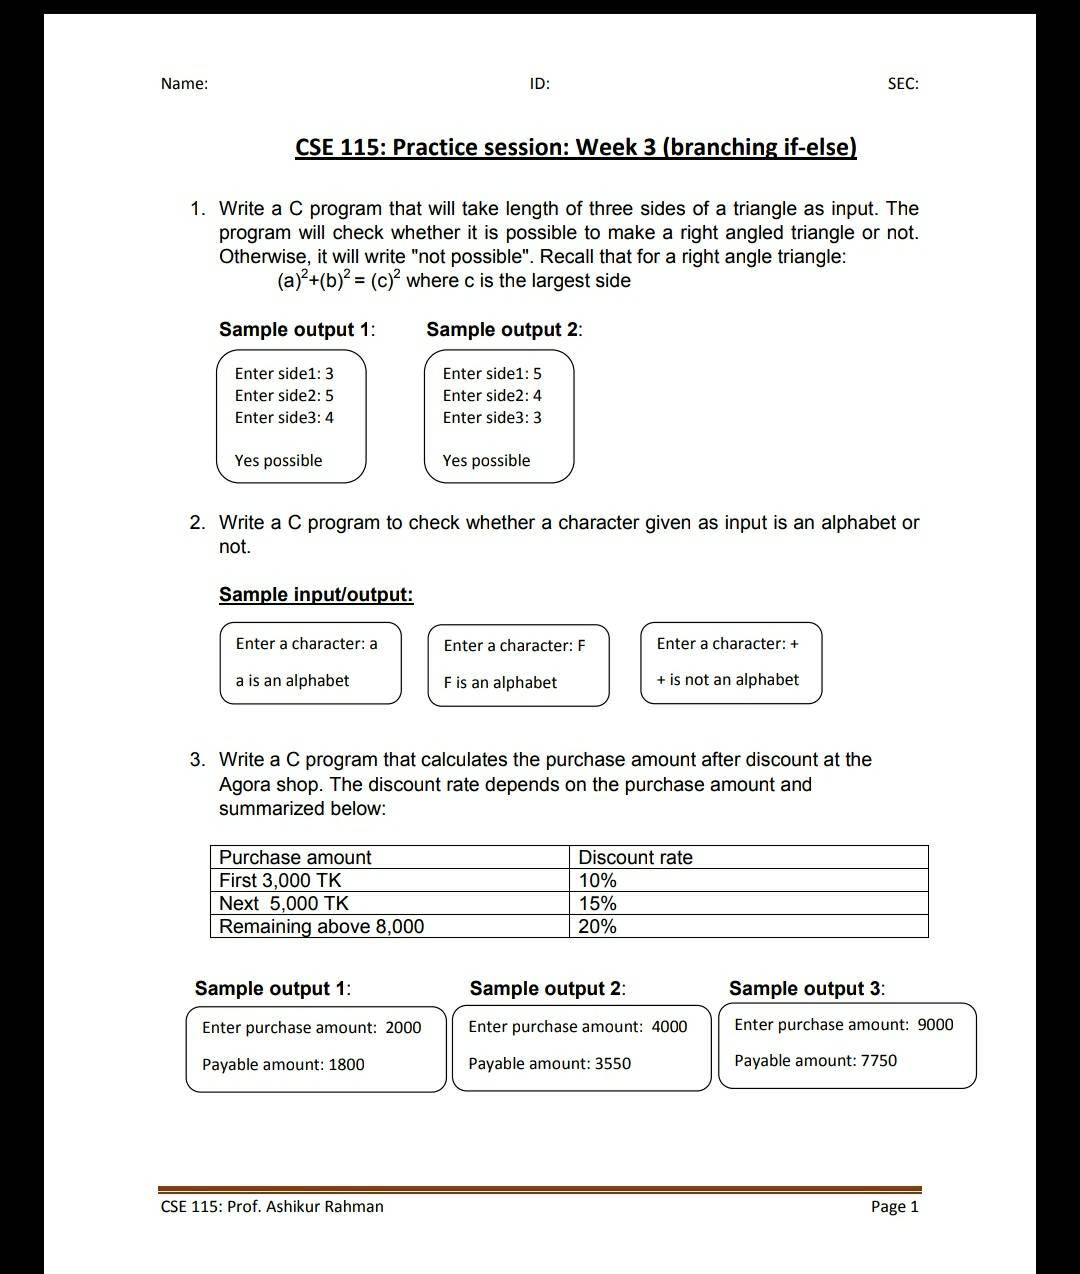 Name: ID: SEC:
CSE 115: Practice session: Week 3 (branching if-else)
1. Write a C program that will take length of three sides of a triangle as input. The
program will check whether it is possible to make a right angled triangle or not.
Otherwise, it will write "not possible". Recall that for a right angle triangle:
(a)²+(b)² = (c)² where c is the largest side
Sample output 1: Sample output 2:
Enter side1: 3
Enter side2: 5
Enter side3: 4
Yes possible
Enter side1: 5
Enter side2: 4
Enter side3: 3
Yes possible
2. Write a C program to check whether a character given as input is an alphabet or
not.
Sample input/output:
Enter a character: a
a is an alphabet
Enter a character: F
F is an alphabet
Enter a character: +
+ is not an alphabet
3. Write a C program that calculates the purchase amount after discount at the
Agora shop. The discount rate depends on the purchase amount and
summarized below:
Purchase amount Discount rate
First 3,000 TK 10%
Next 5,000 TK 15%
Remaining above 8,000 20%
Sample output 1: Sample output 2: Sample output 3:
Enter purchase amount: 2000
Payable amount: 1800
Enter purchase amount: 4000
Payable amount: 3550
Enter purchase amount: 9000
Payable amount: 7750
CSE 115: Prof. Ashikur Rahman Page 1